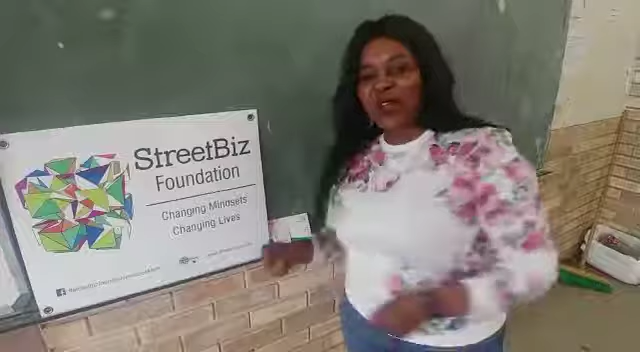 StreetBiz
Foundation
Changing Mindsets
Changing Lives